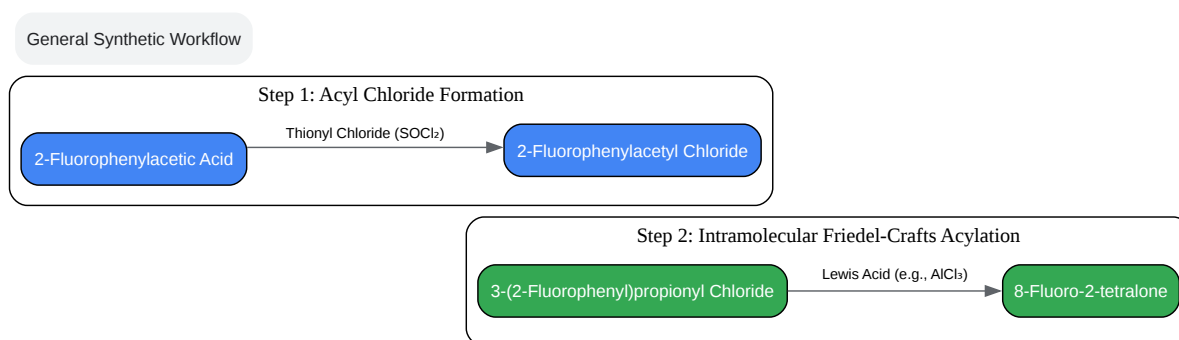 General Synthetic Workflow
Step 1: Acyl Chloride Formation
2-Fluorophenylacetic Acid
Thionyl Chloride (SOCl₂)
2-Fluorophenylacetyl Chloride
Step 2: Intramolecular Friedel-Crafts Acylation
3-(2-Fluorophenyl)propionyl Chloride
Lewis Acid (e.g., AlCl₃)
8-Fluoro-2-tetralone